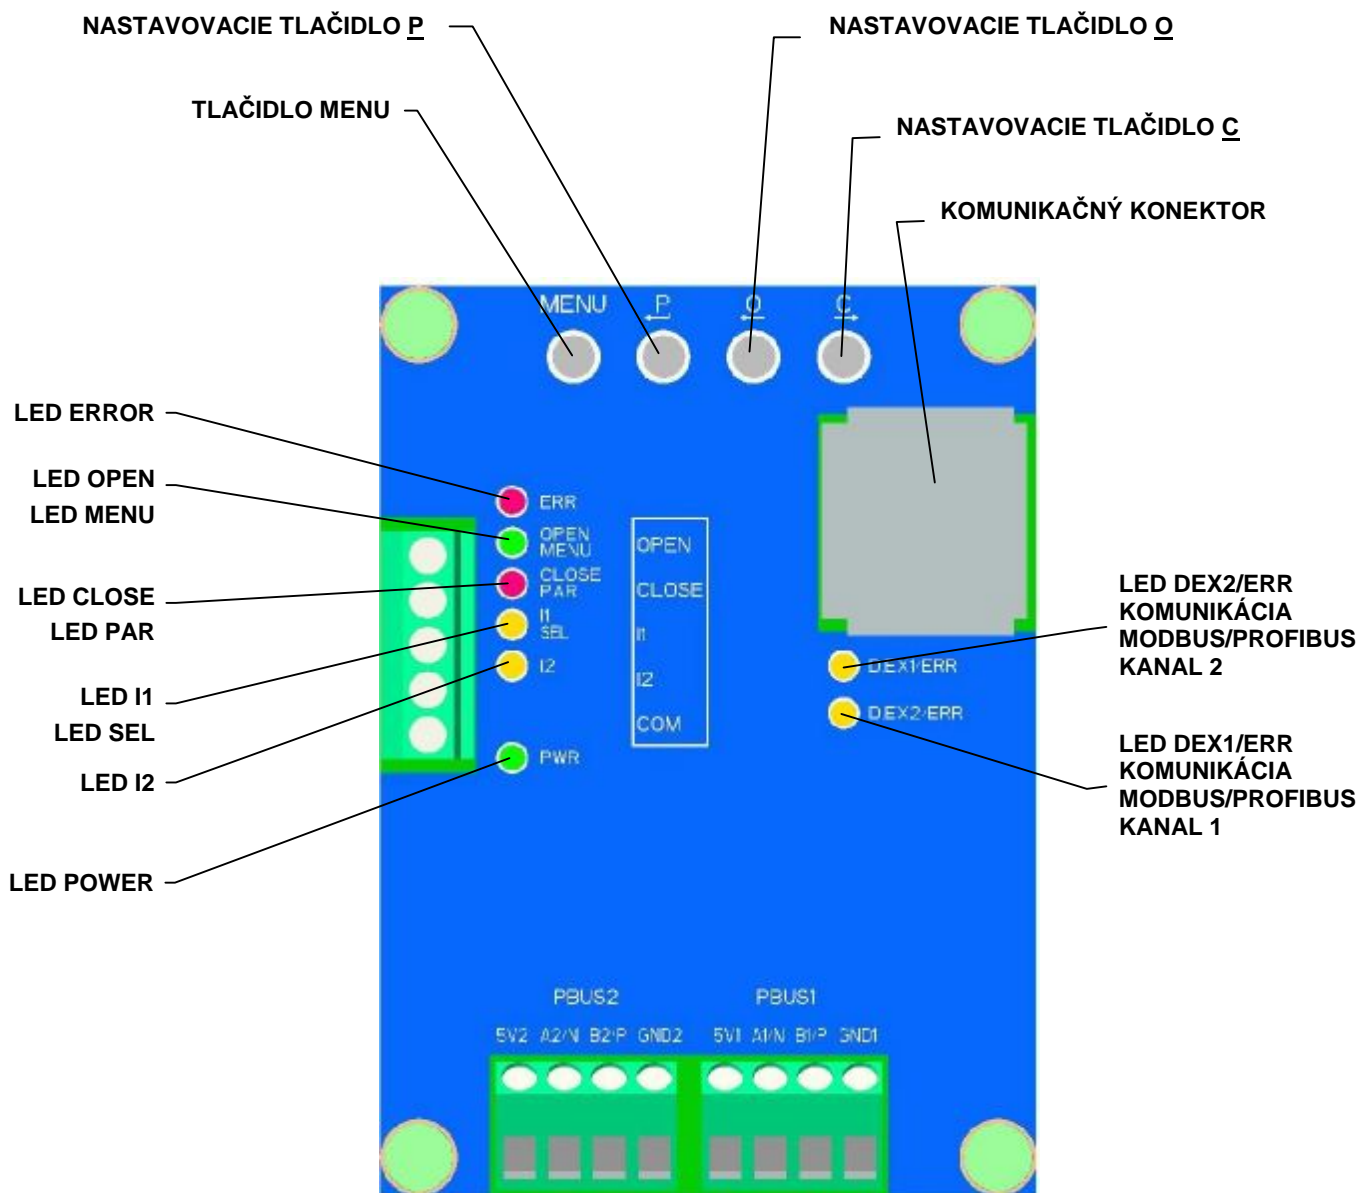 NASTAVOVACIE TLAČIDLO P
NASTAVOVACIE TLAČIDLO O
TLAČIDLO MENU
NASTAVOVACIE TLAČIDLO C
KOMUNIKAČNÝ KONEKTOR
MENU P O C
LED ERROR
LED OPEN
LED MENU
LED CLOSE
LED PAR
LED I1
LED SEL
LED I2
LED POWER
ERR
OPEN
MENU
CLOSE
PAR
I1
SEL
I2
PWR
OPEN
CLOSE
I1
I2
COM
D.EX1/ERR
D.EX2/ERR
LED DEX2/ERR
KOMUNIKÁCIA
MODBUS/PROFIBUS
KANAL 2
LED DEX1/ERR
KOMUNIKÁCIA
MODBUS/PROFIBUS
KANAL 1
PBUS2 PBUS1
5V2 A2/N B2/P GND2 5V1 A1/N B1/P GND1